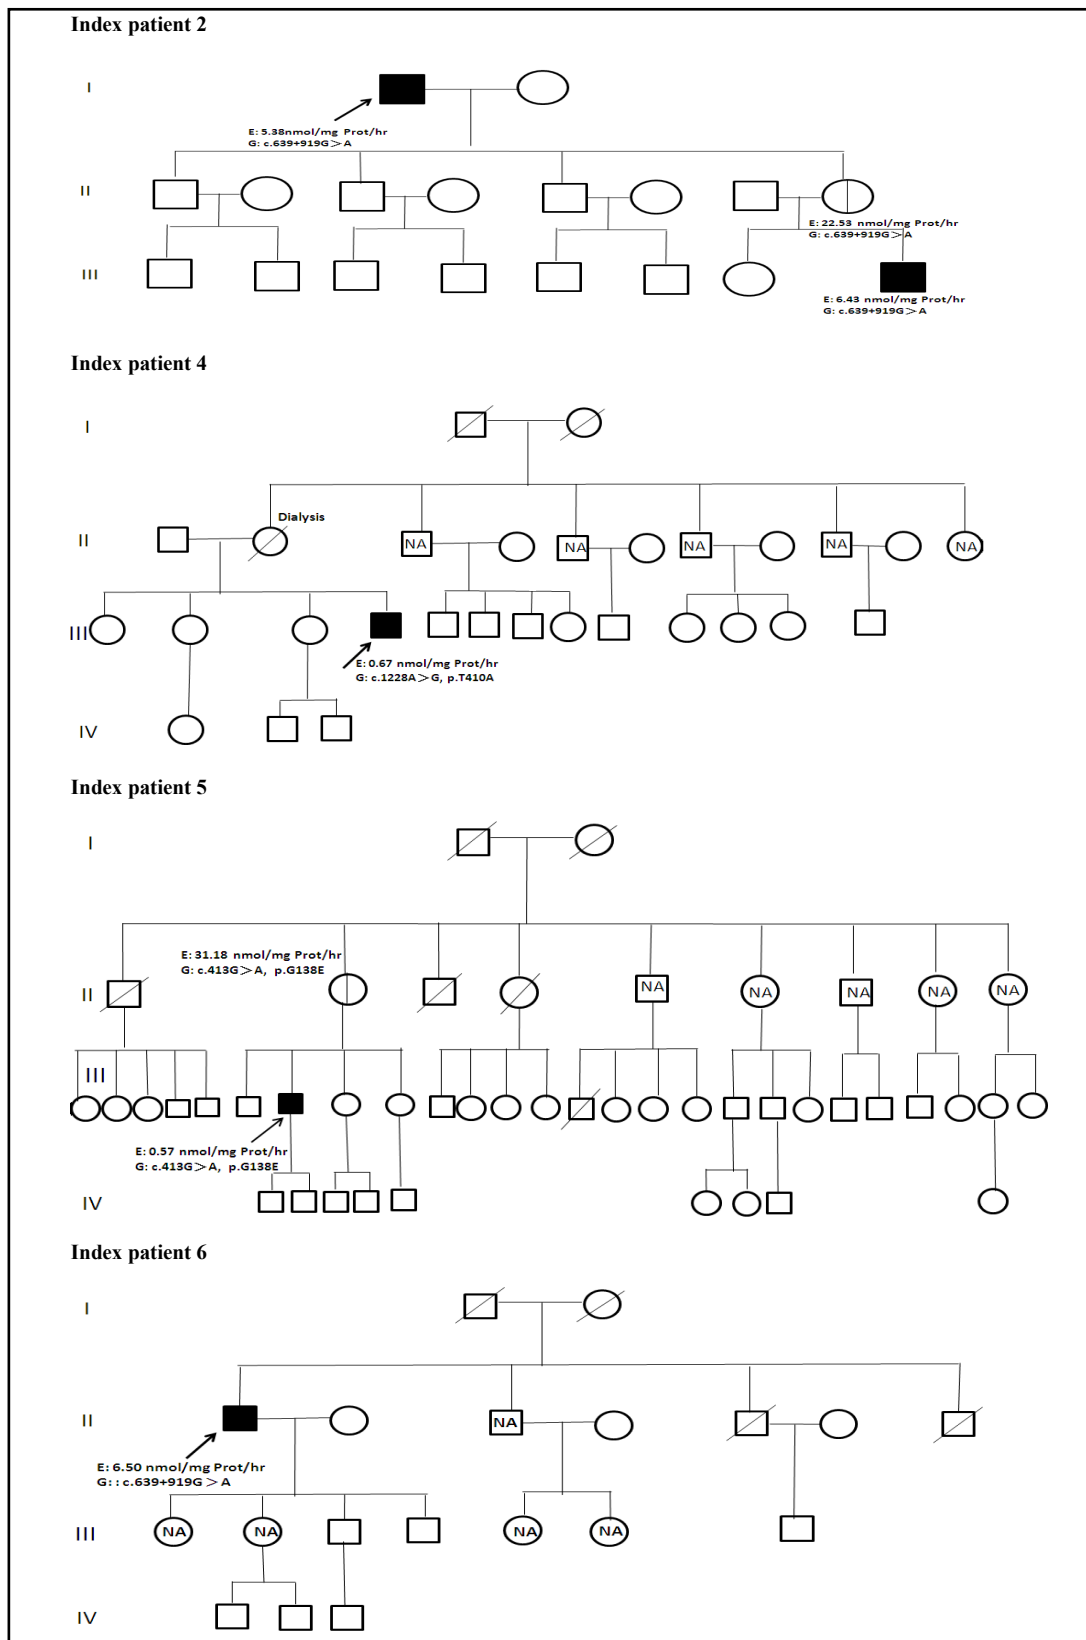 Index patient 2
I
E: 5.38nmol/mg Prot/hr
G: c.639+919G>A
II
E: 22.53 nmol/mg Prot/hr
G: c.639+919G>A
III
E: 6.43 nmol/mg Prot/hr
G: c.639+919G>A
Index patient 4
I
Dialysis
II
NA NA NA NA NA
III
E: 0.67 nmol/mg Prot/hr
G: c.1228A>G, p.T410A
IV
Index patient 5
I
E: 31.18 nmol/mg Prot/hr
G: c.413G>A, p.G138E
II
NA NA NA NA NA
III
E: 0.57 nmol/mg Prot/hr
G: c.413G>A, p.G138E
IV
Index patient 6
I
II
NA
E: 6.50 nmol/mg Prot/hr
G: : c.639+919G > A
III
NA NA NA NA
IV